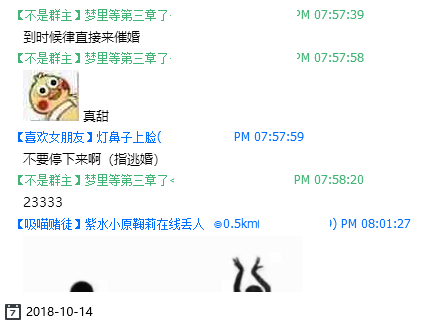 【不是群主】梦里等第三章了 PM 07:57:39
到时候律直接来催婚
【不是群主】梦里等第三章了 PM 07:57:58
真甜
【喜欢女朋友】灯鼻子上脸( PM 07:57:59
不要停下来啊（指逃婚）
【不是群主】梦里等第三章了< PM 07:58:20
23333
【吸喵赌徒】紫水小原鞠莉在线丢人 ⊙0.5km 9) PM 08:01:27
7 2018-10-14